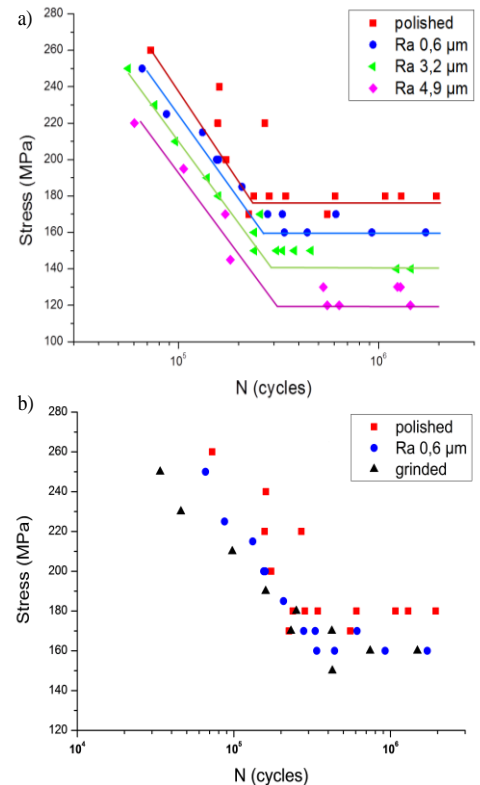 a)
polished
Ra 0,6 µm
Ra 3,2 µm
Ra 4,9 µm
280
260
240
220
200
180
160
140
120
100
Stress (MPa)
10⁵
10⁶
N (cycles)
b)
polished
Ra 0,6 µm
grinded
280
260
240
220
200
180
160
140
120
Stress (MPa)
10⁴
10⁵
10⁶
N (cycles)